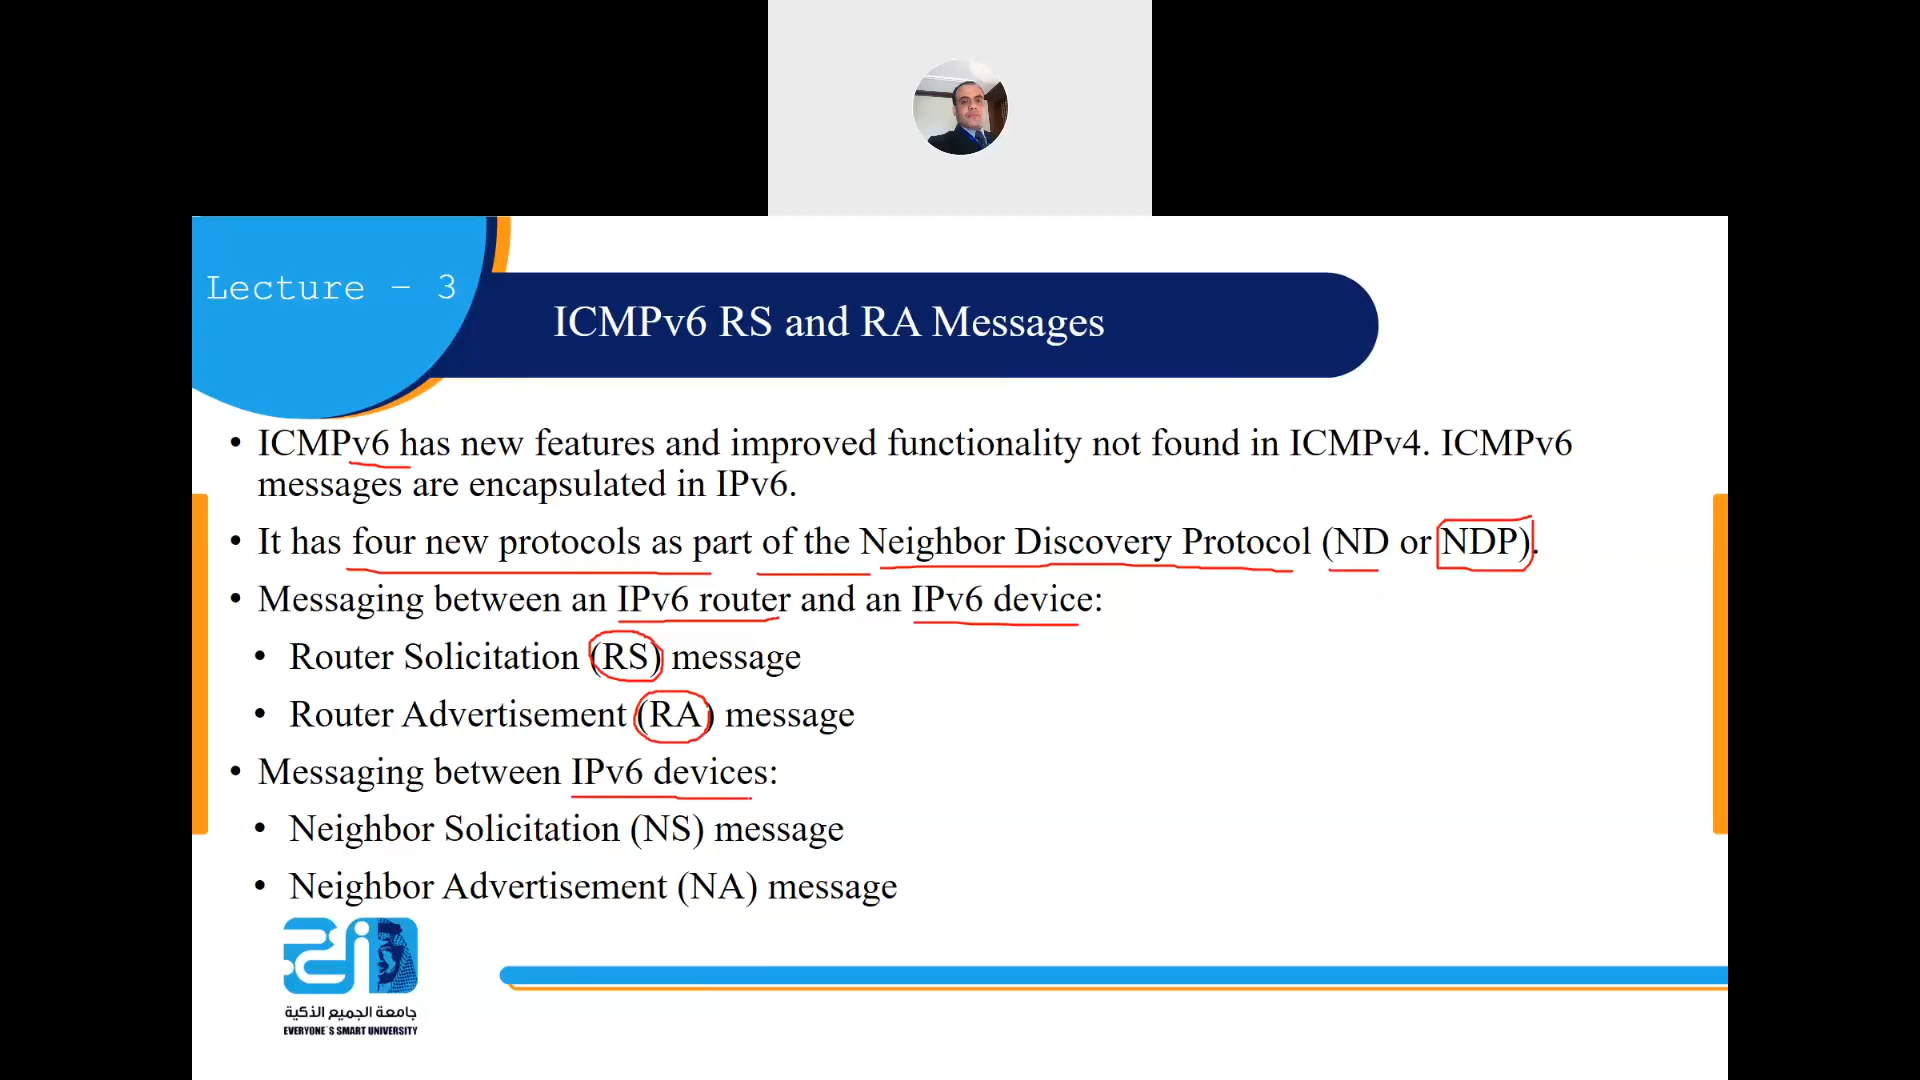 Lecture – 3
ICMPv6 RS and RA Messages
• ICMPv6 has new features and improved functionality not found in ICMPv4. ICMPv6
messages are encapsulated in IPv6.
• It has four new protocols as part of the Neighbor Discovery Protocol (ND or NDP).
• Messaging between an IPv6 router and an IPv6 device:
• Router Solicitation (RS) message
• Router Advertisement (RA) message
• Messaging between IPv6 devices:
• Neighbor Solicitation (NS) message
• Neighbor Advertisement (NA) message
جامعة الجميع الذكية
EVERYONE`S SMART UNIVERSITY